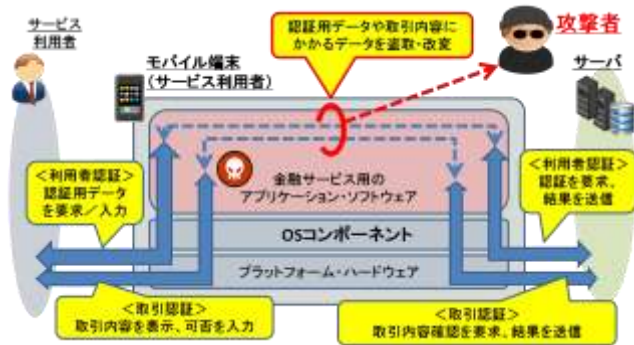 サービス
利用者
モバイル端末
(サービス利用者)
認証用データや取引内容に
かかるデータを盗取・改変
攻撃者
サーバ
<利用者認証>
認証用データ
を要求/入力
金融サービス用の
アプリケーション・ソフトウェア
<利用者認証>
認証を要求、
結果を送信
OSコンポーネント
プラットフォーム・ハードウェア
<取引認証>
取引内容を表示、可否を入力
<取引認証>
取引内容確認を要求、結果を送信